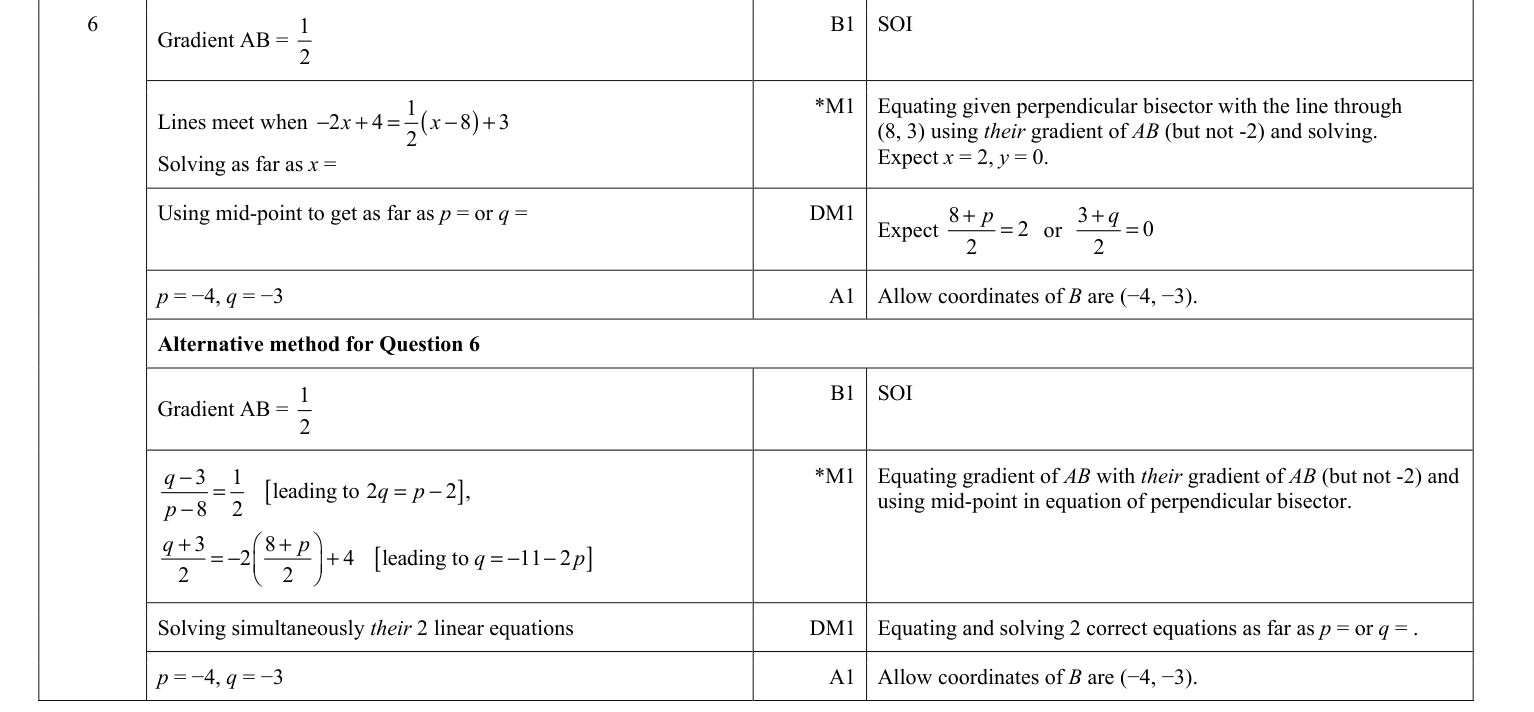 6
Gradient AB = 1/2
B1
SOI
Lines meet when −2x + 4 = 1/2 (x − 8) + 3
Solving as far as x =
*M1
Equating given perpendicular bisector with the line through
(8, 3) using their gradient of AB (but not -2) and solving.
Expect x = 2, y = 0.
Using mid-point to get as far as p = or q =
DM1
Expect (8 + p)/2 = 2 or (3 + q)/2 = 0
p = −4, q = −3
A1
Allow coordinates of B are (−4, −3).
Alternative method for Question 6
Gradient AB = 1/2
B1
SOI
(q − 3)/(p − 8) = 1/2 [leading to 2q = p − 2],
(q + 3)/2 = −2((8 + p)/2) + 4 [leading to q = −11 − 2p]
*M1
Equating gradient of AB with their gradient of AB (but not -2) and
using mid-point in equation of perpendicular bisector.
Solving simultaneously their 2 linear equations
DM1
Equating and solving 2 correct equations as far as p = or q = .
p = −4, q = −3
A1
Allow coordinates of B are (−4, −3).